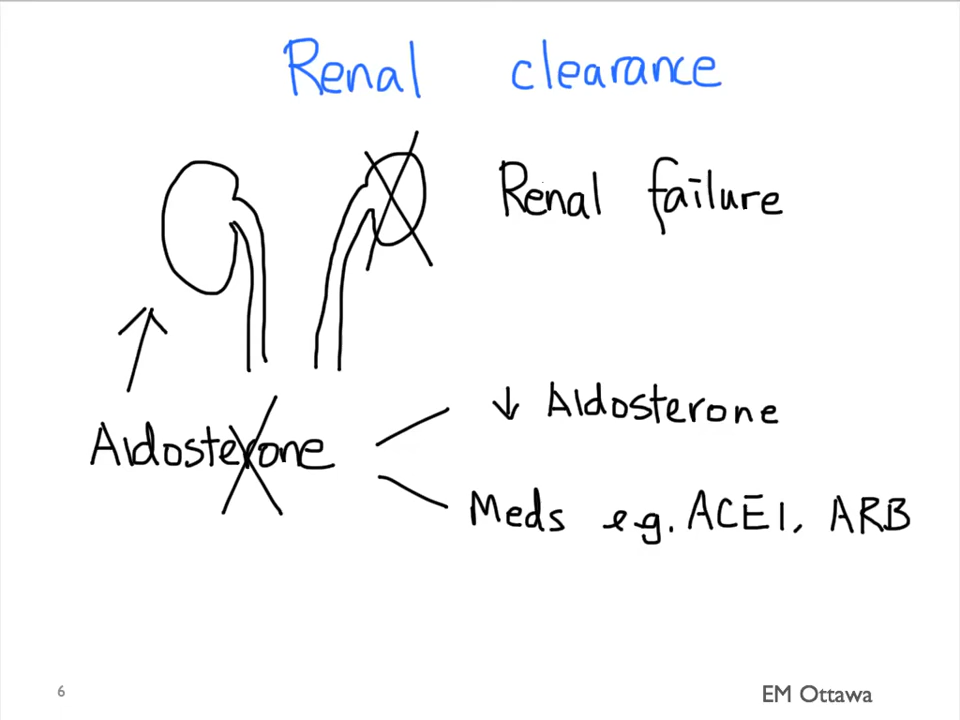 Renal clearance
Renal failure
Aldosterone
↓ Aldosterone
Meds e.g. ACEI, ARB
6
EM Ottawa